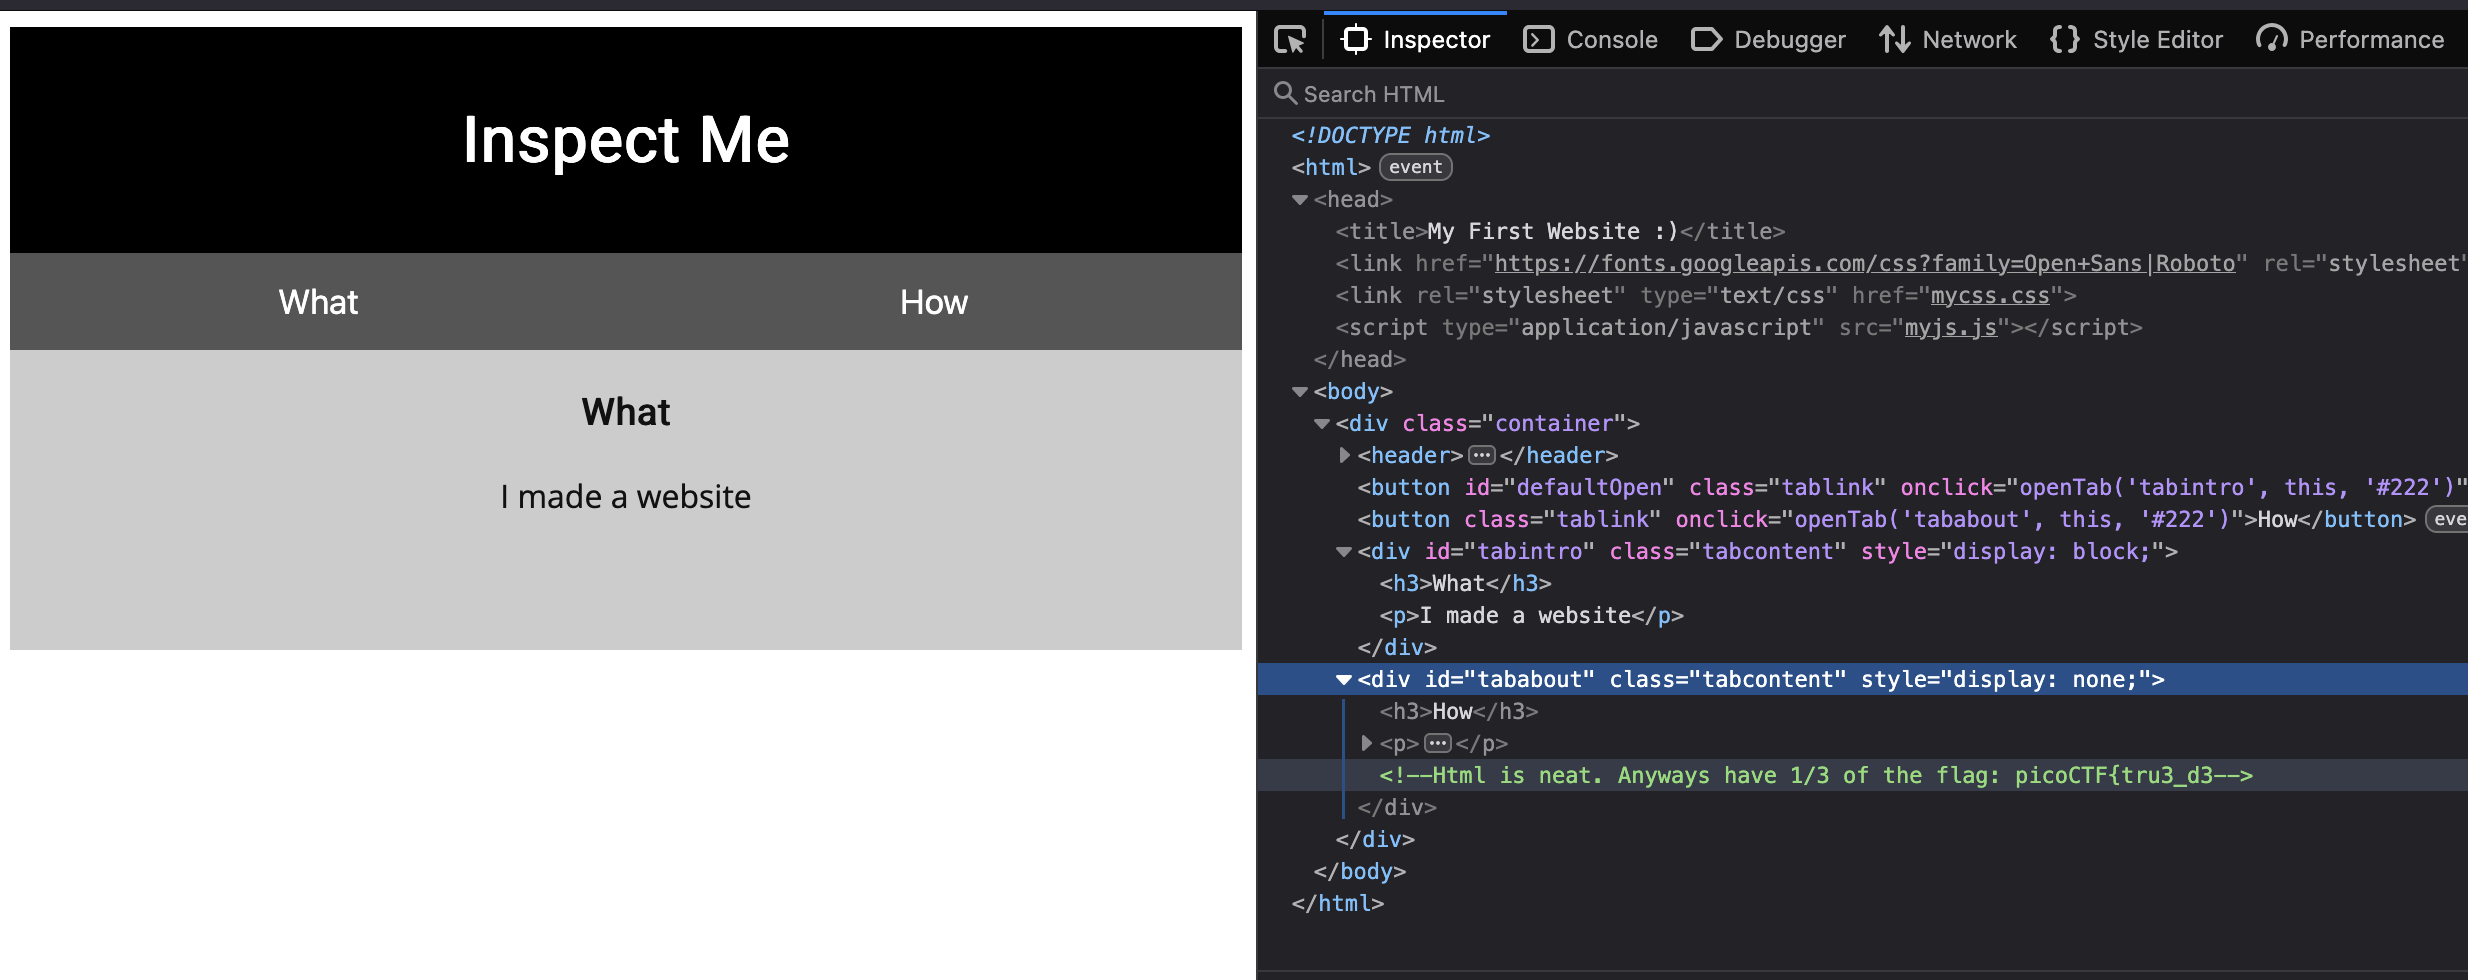 Inspect Me
What How
What
I made a website
Inspector Console Debugger Network Style Editor Performance
Search HTML
<!DOCTYPE html>
<html> event
<head>
<title>My First Website :)</title>
<link href="https://fonts.googleapis.com/css?family=Open+Sans|Roboto" rel="stylesheet"
<link rel="stylesheet" type="text/css" href="mycss.css">
<script type="application/javascript" src="myjs.js"></script>
</head>
<body>
<div class="container">
<header>···</header>
<button id="defaultOpen" class="tablink" onclick="openTab('tabintro', this, '#222')"
<button class="tablink" onclick="openTab('tababout', this, '#222')">How</button> eve
<div id="tabintro" class="tabcontent" style="display: block;">
<h3>What</h3>
<p>I made a website</p>
</div>
<div id="tababout" class="tabcontent" style="display: none;">
<h3>How</h3>
<p>···</p>
<!--Html is neat. Anyways have 1/3 of the flag: picoCTF{tru3_d3-->
</div>
</div>
</body>
</html>